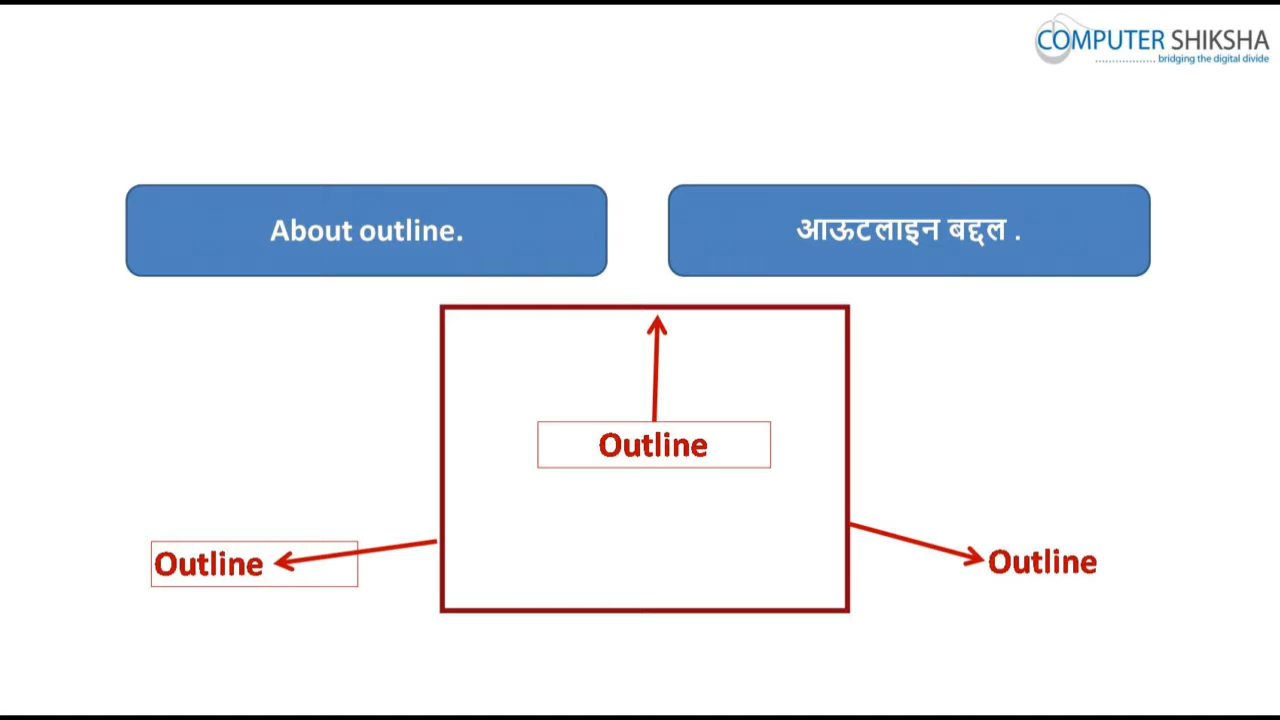 COMPUTER SHIKSHA
bridging the digital divide
About outline.
आऊटलाइन बद्दल .
Outline
Outline
Outline